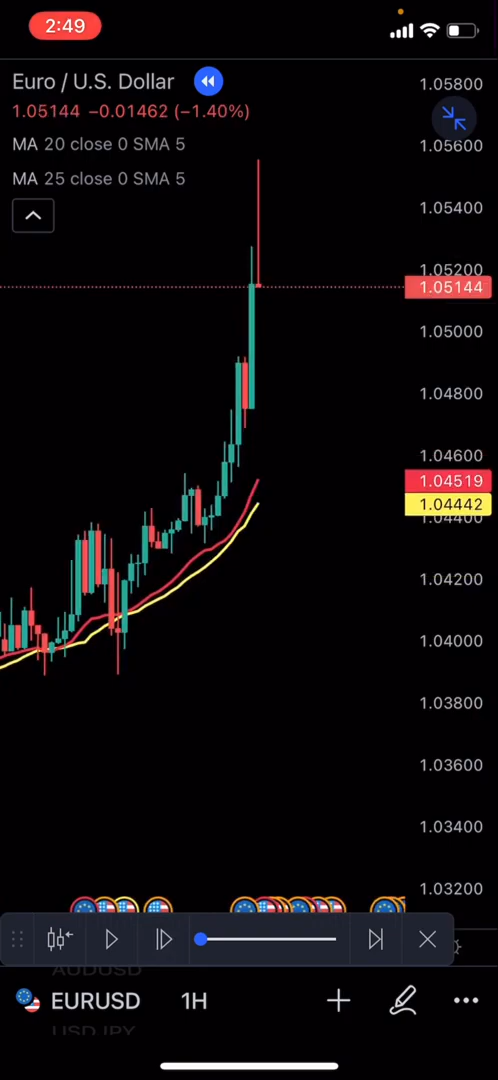 2:49
Euro / U.S. Dollar
1.05144 −0.01462 (−1.40%)
MA 20 close 0 SMA 5
MA 25 close 0 SMA 5
1.05800
1.05600
1.05400
1.05200
1.05144
1.05000
1.04800
1.04600
1.04519
1.04442
1.04400
1.04200
1.04000
1.03800
1.03600
1.03400
1.03200
AUDUSD
EURUSD 1H
USDJPY